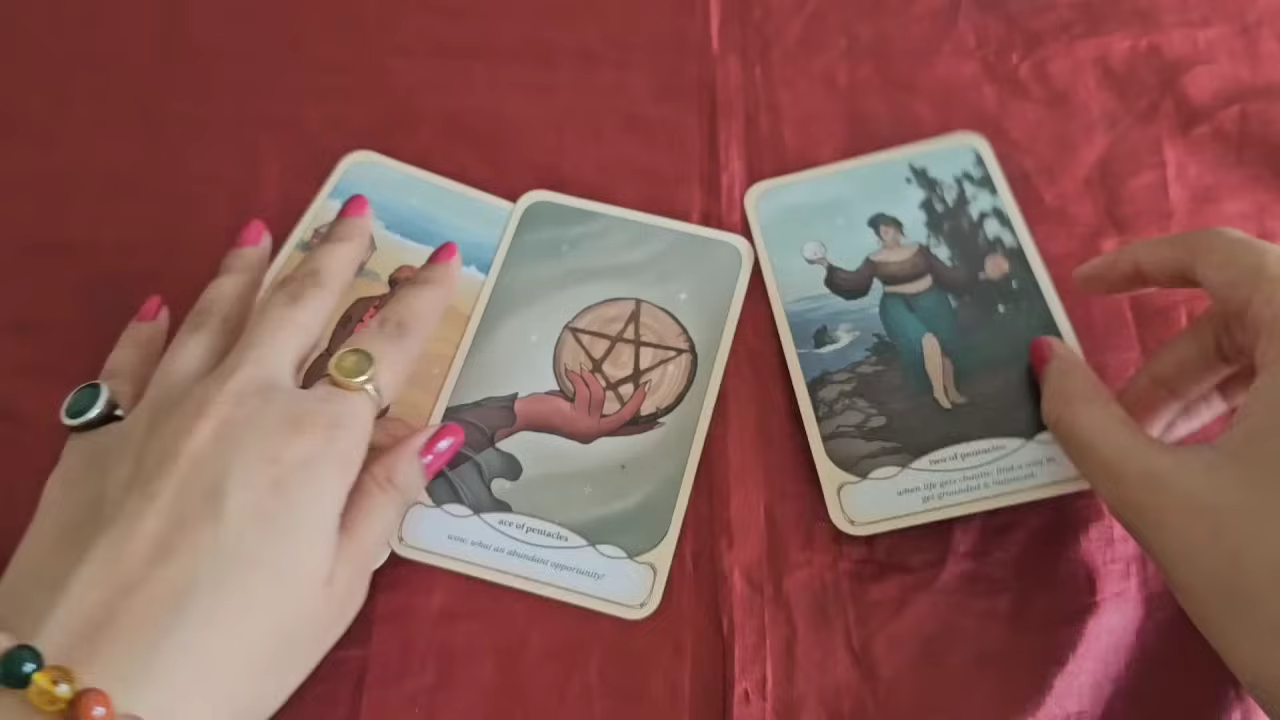 ace of pentacles
wow, what an abundant opportunity!
two of pentacles
when life gets chaotic, find a way to
get grounded & balanced.